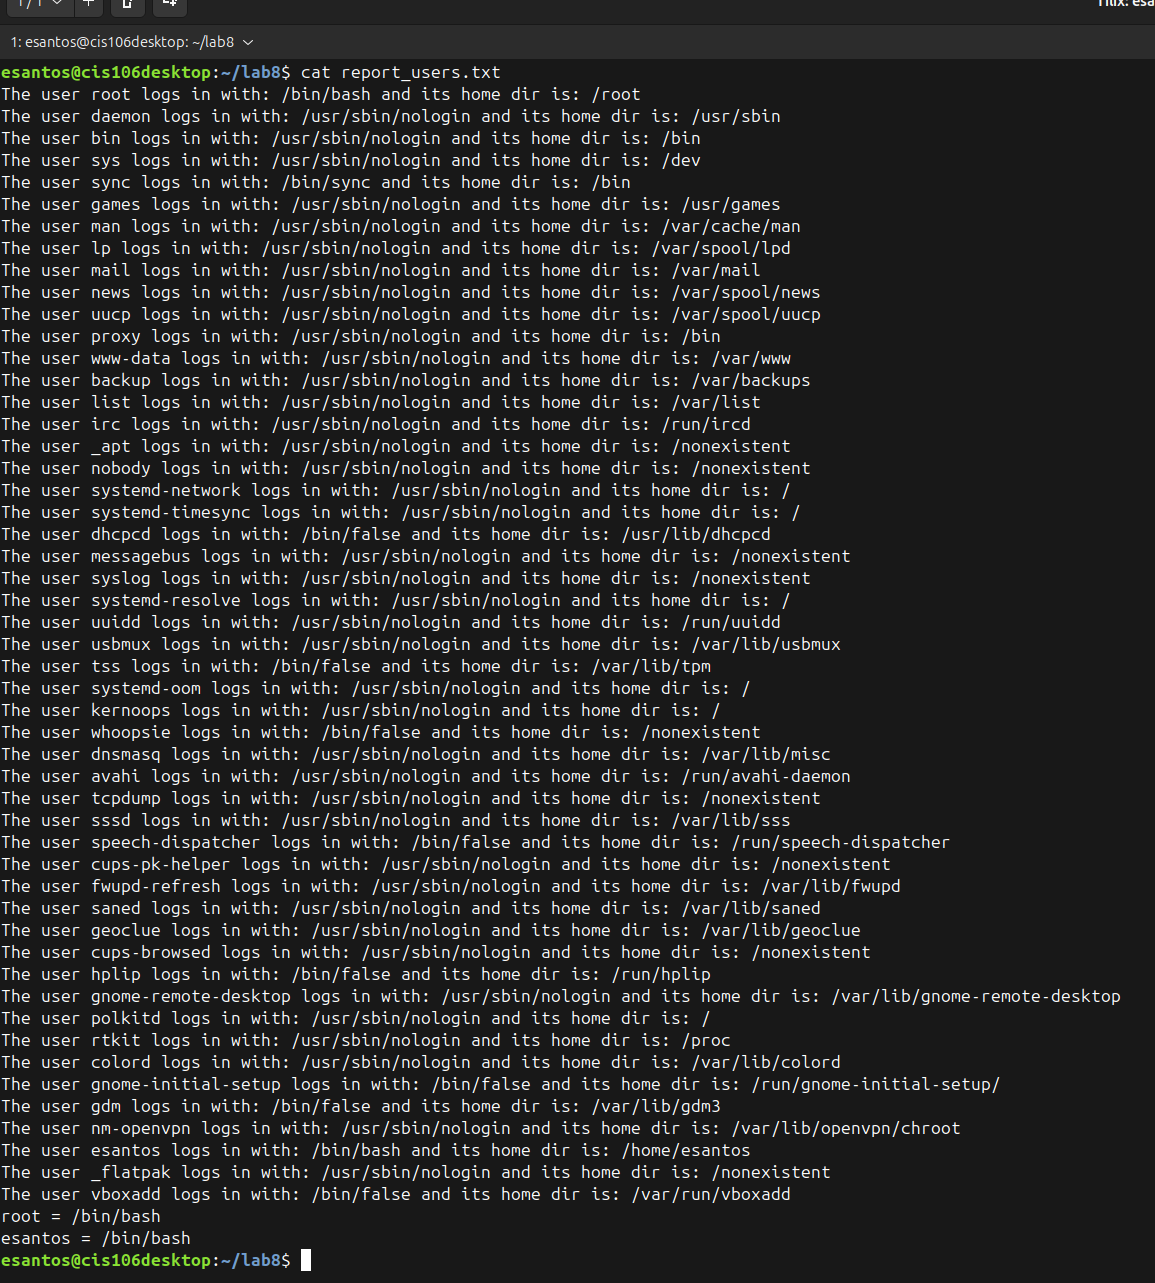 1: esantos@cis106desktop: ~/lab8
esantos@cis106desktop:~/lab8$ cat report_users.txt
The user root logs in with: /bin/bash and its home dir is: /root
The user daemon logs in with: /usr/sbin/nologin and its home dir is: /usr/sbin
The user bin logs in with: /usr/sbin/nologin and its home dir is: /bin
The user sys logs in with: /usr/sbin/nologin and its home dir is: /dev
The user sync logs in with: /bin/sync and its home dir is: /bin
The user games logs in with: /usr/sbin/nologin and its home dir is: /usr/games
The user man logs in with: /usr/sbin/nologin and its home dir is: /var/cache/man
The user lp logs in with: /usr/sbin/nologin and its home dir is: /var/spool/lpd
The user mail logs in with: /usr/sbin/nologin and its home dir is: /var/mail
The user news logs in with: /usr/sbin/nologin and its home dir is: /var/spool/news
The user uucp logs in with: /usr/sbin/nologin and its home dir is: /var/spool/uucp
The user proxy logs in with: /usr/sbin/nologin and its home dir is: /bin
The user www-data logs in with: /usr/sbin/nologin and its home dir is: /var/www
The user backup logs in with: /usr/sbin/nologin and its home dir is: /var/backups
The user list logs in with: /usr/sbin/nologin and its home dir is: /var/list
The user irc logs in with: /usr/sbin/nologin and its home dir is: /run/ircd
The user _apt logs in with: /usr/sbin/nologin and its home dir is: /nonexistent
The user nobody logs in with: /usr/sbin/nologin and its home dir is: /nonexistent
The user systemd-network logs in with: /usr/sbin/nologin and its home dir is: /
The user systemd-timesync logs in with: /usr/sbin/nologin and its home dir is: /
The user dhcpcd logs in with: /bin/false and its home dir is: /usr/lib/dhcpcd
The user messagebus logs in with: /usr/sbin/nologin and its home dir is: /nonexistent
The user syslog logs in with: /usr/sbin/nologin and its home dir is: /nonexistent
The user systemd-resolve logs in with: /usr/sbin/nologin and its home dir is: /
The user uuidd logs in with: /usr/sbin/nologin and its home dir is: /run/uuidd
The user usbmux logs in with: /usr/sbin/nologin and its home dir is: /var/lib/usbmux
The user tss logs in with: /bin/false and its home dir is: /var/lib/tpm
The user systemd-oom logs in with: /usr/sbin/nologin and its home dir is: /
The user kernoops logs in with: /usr/sbin/nologin and its home dir is: /
The user whoopsie logs in with: /bin/false and its home dir is: /nonexistent
The user dnsmasq logs in with: /usr/sbin/nologin and its home dir is: /var/lib/misc
The user avahi logs in with: /usr/sbin/nologin and its home dir is: /run/avahi-daemon
The user tcpdump logs in with: /usr/sbin/nologin and its home dir is: /nonexistent
The user sssd logs in with: /usr/sbin/nologin and its home dir is: /var/lib/sss
The user speech-dispatcher logs in with: /bin/false and its home dir is: /run/speech-dispatcher
The user cups-pk-helper logs in with: /usr/sbin/nologin and its home dir is: /nonexistent
The user fwupd-refresh logs in with: /usr/sbin/nologin and its home dir is: /var/lib/fwupd
The user saned logs in with: /usr/sbin/nologin and its home dir is: /var/lib/saned
The user geoclue logs in with: /usr/sbin/nologin and its home dir is: /var/lib/geoclue
The user cups-browsed logs in with: /usr/sbin/nologin and its home dir is: /nonexistent
The user hplip logs in with: /bin/false and its home dir is: /run/hplip
The user gnome-remote-desktop logs in with: /usr/sbin/nologin and its home dir is: /var/lib/gnome-remote-desktop
The user polkitd logs in with: /usr/sbin/nologin and its home dir is: /
The user rtkit logs in with: /usr/sbin/nologin and its home dir is: /proc
The user colord logs in with: /usr/sbin/nologin and its home dir is: /var/lib/colord
The user gnome-initial-setup logs in with: /bin/false and its home dir is: /run/gnome-initial-setup/
The user gdm logs in with: /bin/false and its home dir is: /var/lib/gdm3
The user nm-openvpn logs in with: /usr/sbin/nologin and its home dir is: /var/lib/openvpn/chroot
The user esantos logs in with: /bin/bash and its home dir is: /home/esantos
The user _flatpak logs in with: /usr/sbin/nologin and its home dir is: /nonexistent
The user vboxadd logs in with: /bin/false and its home dir is: /var/run/vboxadd
root = /bin/bash
esantos = /bin/bash
esantos@cis106desktop:~/lab8$